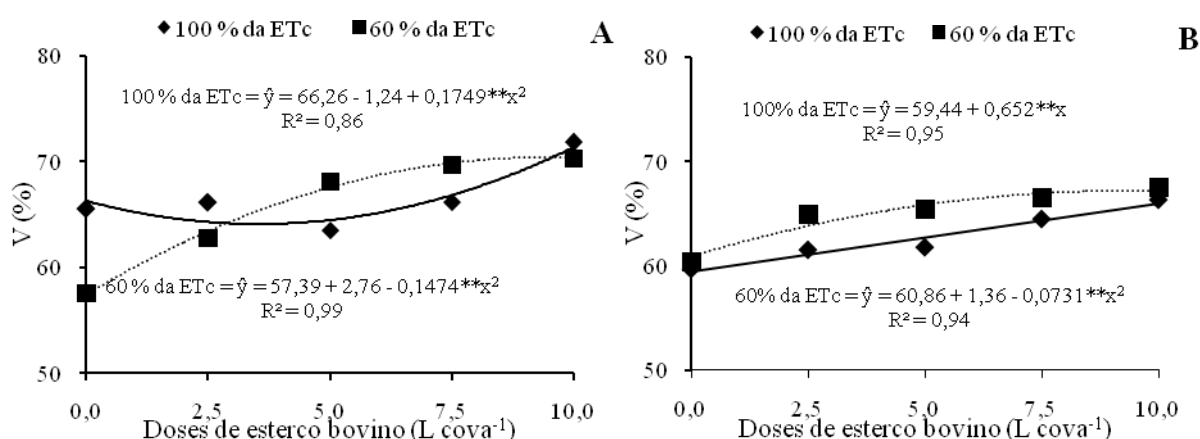 100 % da ETc 60 % da ETc A
80
100 % da ETc = ŷ = 66,26 - 1,24 + 0,1749**x²
R² = 0,86
70
V (%)
60
60 % da ETc = ŷ = 57,39 + 2,76 - 0,1474**x²
R² = 0,99
50
0,0 2,5 5,0 7,5 10,0
Doses de esterco bovino (L cova⁻¹)
100 % da ETc 60 % da ETc B
80
100% da ETc = ŷ = 59,44 + 0,652**x
R² = 0,95
70
V (%)
60
60% da ETc = ŷ = 60,86 + 1,36 - 0,0731**x²
R² = 0,94
50
0,0 2,5 5,0 7,5 10,0
Doses de esterco bovino (L cova⁻¹)